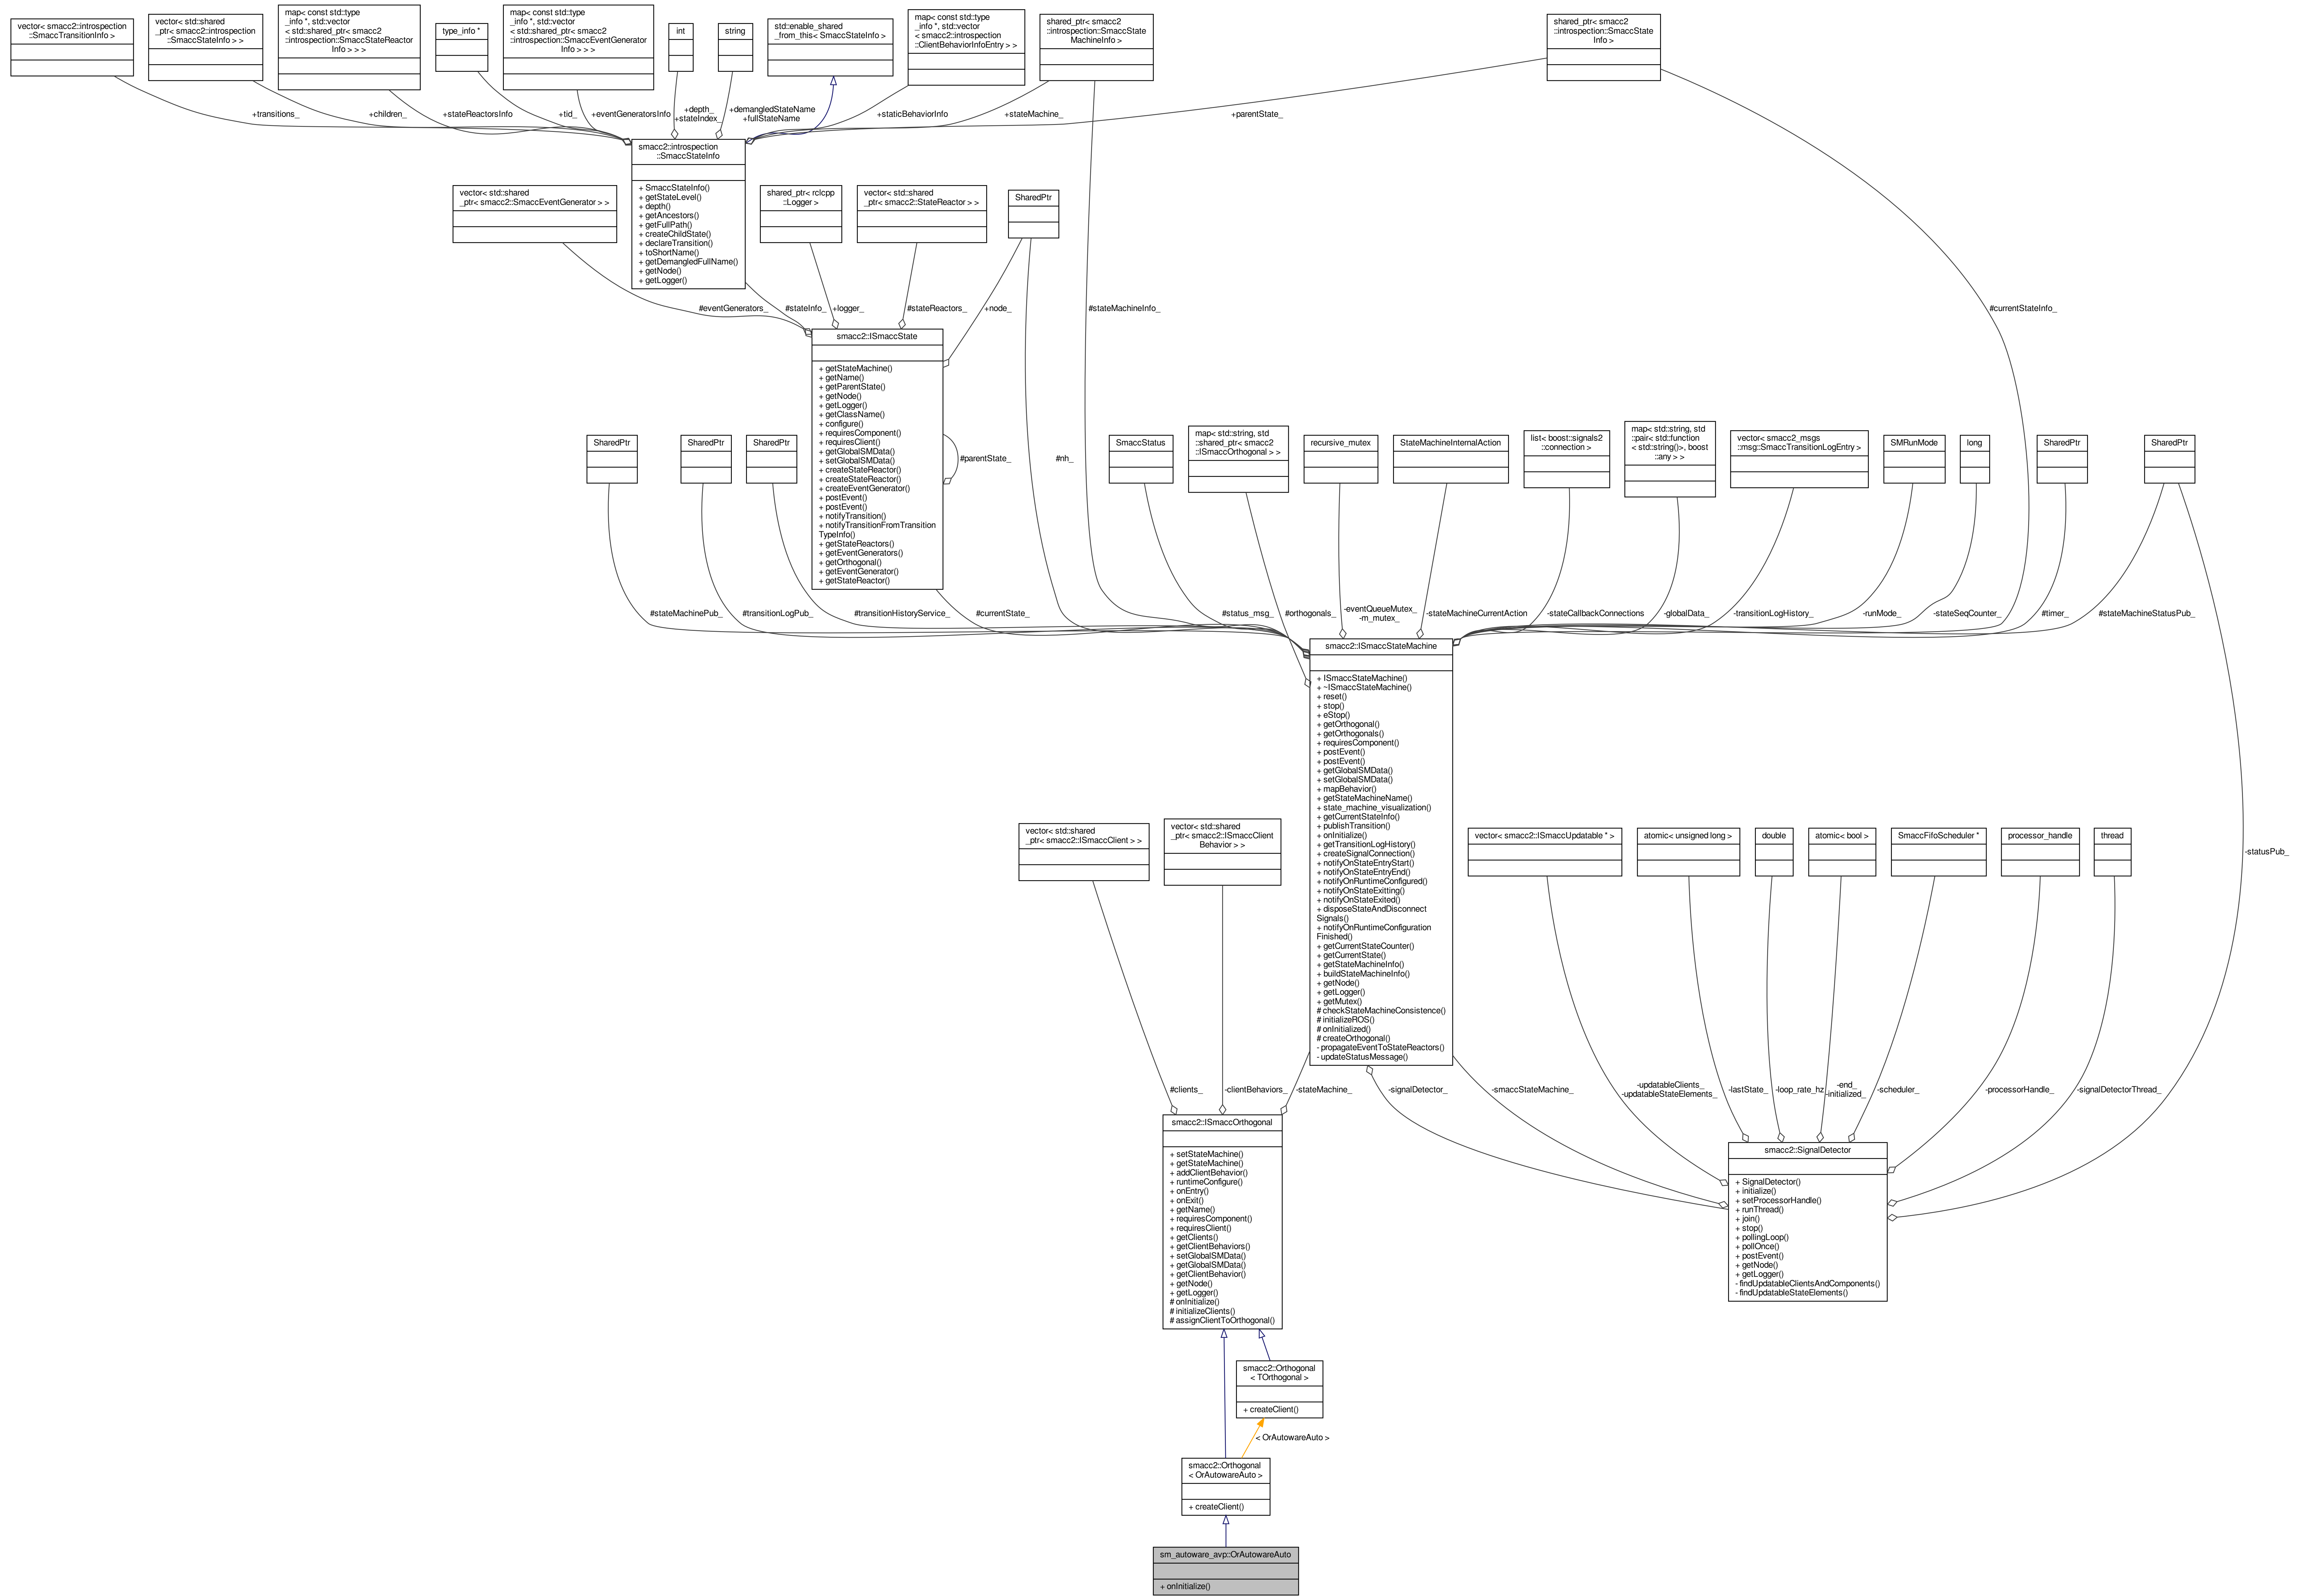 vector< smacc2::introspection
::SmaccTransitionInfo >
vector< std::shared
_ptr< smacc2::introspection
::SmaccStateInfo > >
map< const std::type
_info *, std::vector
< std::shared_ptr< smacc2
::introspection::SmaccStateReactor
Info > > >
type_info *
map< const std::type
_info *, std::vector
< std::shared_ptr< smacc2
::introspection::SmaccEventGenerator
Info > > >
int
string
std::enable_shared
_from_this< SmaccStateInfo >
map< const std::type
_info *, std::vector
< smacc2::introspection
::ClientBehaviorInfoEntry > >
shared_ptr< smacc2
::introspection::SmaccState
MachineInfo >
shared_ptr< smacc2
::introspection::SmaccState
Info >
+transitions_
+children_
+stateReactorsInfo
+tid_
+eventGeneratorsInfo
+depth_
+stateIndex_
+demangledStateName
+fullStateName
+staticBehaviorInfo
+stateMachine_
+parentState_
smacc2::introspection
::SmaccStateInfo
+ SmaccStateInfo()
+ getStateLevel()
+ depth()
+ getAncestors()
+ getFullPath()
+ createChildState()
+ declareTransition()
+ toShortName()
+ getDemangledFullName()
+ getNode()
+ getLogger()
vector< std::shared
_ptr< smacc2::SmaccEventGenerator > >
shared_ptr< rclcpp
::Logger >
vector< std::shared
_ptr< smacc2::StateReactor > >
SharedPtr
#eventGenerators_
#stateInfo_
+logger_
#stateReactors_
+node_
#stateMachineInfo_
#currentStateInfo_
smacc2::ISmaccState
+ getStateMachine()
+ getName()
+ getParentState()
+ getNode()
+ getLogger()
+ getClassName()
+ configure()
+ requiresComponent()
+ requiresClient()
+ getGlobalSMData()
+ setGlobalSMData()
+ createStateReactor()
+ createStateReactor()
+ createEventGenerator()
+ postEvent()
+ postEvent()
+ notifyTransition()
+ notifyTransitionFromTransition
TypeInfo()
+ getStateReactors()
+ getEventGenerators()
+ getOrthogonal()
+ getEventGenerator()
+ getStateReactor()
#parentState_
#nh_
SharedPtr
SharedPtr
SharedPtr
SmaccStatus
map< std::string, std
::shared_ptr< smacc2
::ISmaccOrthogonal > >
recursive_mutex
StateMachineInternalAction
list< boost::signals2
::connection >
map< std::string, std
::pair< std::function
< std::string()>, boost
::any > >
vector< smacc2_msgs
::msg::SmaccTransitionLogEntry >
SMRunMode
long
SharedPtr
SharedPtr
#stateMachinePub_
#transitionLogPub_
#transitionHistoryService_
#currentState_
#status_msg_
#orthogonals_
-eventQueueMutex_
-m_mutex_
-stateMachineCurrentAction
-stateCallbackConnections
-globalData_
-transitionLogHistory_
-runMode_
-stateSeqCounter_
#timer_
#stateMachineStatusPub_
smacc2::ISmaccStateMachine
+ ISmaccStateMachine()
+ ~ISmaccStateMachine()
+ reset()
+ stop()
+ eStop()
+ getOrthogonal()
+ getOrthogonals()
+ requiresComponent()
+ postEvent()
+ postEvent()
+ getGlobalSMData()
+ setGlobalSMData()
+ mapBehavior()
+ getStateMachineName()
+ state_machine_visualization()
+ getCurrentStateInfo()
+ publishTransition()
+ onInitialize()
+ getTransitionLogHistory()
+ createSignalConnection()
+ notifyOnStateEntryStart()
+ notifyOnStateEntryEnd()
+ notifyOnRuntimeConfigured()
+ notifyOnStateExitting()
+ notifyOnStateExited()
+ disposeStateAndDisconnect
Signals()
+ notifyOnRuntimeConfiguration
Finished()
+ getCurrentStateCounter()
+ getCurrentState()
+ getStateMachineInfo()
+ buildStateMachineInfo()
+ getNode()
+ getLogger()
+ getMutex()
# checkStateMachineConsistence()
# initializeROS()
# onInitialized()
# createOrthogonal()
- propagateEventToStateReactors()
- updateStatusMessage()
vector< std::shared
_ptr< smacc2::ISmaccClient > >
vector< std::shared
_ptr< smacc2::ISmaccClient
Behavior > >
vector< smacc2::ISmaccUpdatable * >
atomic< unsigned long >
double
atomic< bool >
SmaccFifoScheduler *
processor_handle
thread
-statusPub_
#clients_
-clientBehaviors_
-stateMachine_
-signalDetector_
-smaccStateMachine_
-updatableClients_
-updatableStateElements_
-lastState_
-loop_rate_hz
-end_
-initialized_
-scheduler_
-processorHandle_
-signalDetectorThread_
smacc2::ISmaccOrthogonal
+ setStateMachine()
+ getStateMachine()
+ addClientBehavior()
+ runtimeConfigure()
+ onEntry()
+ onExit()
+ getName()
+ requiresComponent()
+ requiresClient()
+ getClients()
+ getClientBehaviors()
+ setGlobalSMData()
+ getGlobalSMData()
+ getClientBehavior()
+ getNode()
+ getLogger()
# onInitialize()
# initializeClients()
# assignClientToOrthogonal()
smacc2::SignalDetector
+ SignalDetector()
+ initialize()
+ setProcessorHandle()
+ runThread()
+ join()
+ stop()
+ pollingLoop()
+ pollOnce()
+ postEvent()
+ getNode()
+ getLogger()
- findUpdatableClientsAndComponents()
- findUpdatableStateElements()
smacc2::Orthogonal
< TOrthogonal >
+ createClient()
< OrAutowareAuto >
smacc2::Orthogonal
< OrAutowareAuto >
+ createClient()
sm_autoware_avp::OrAutowareAuto
+ onInitialize()